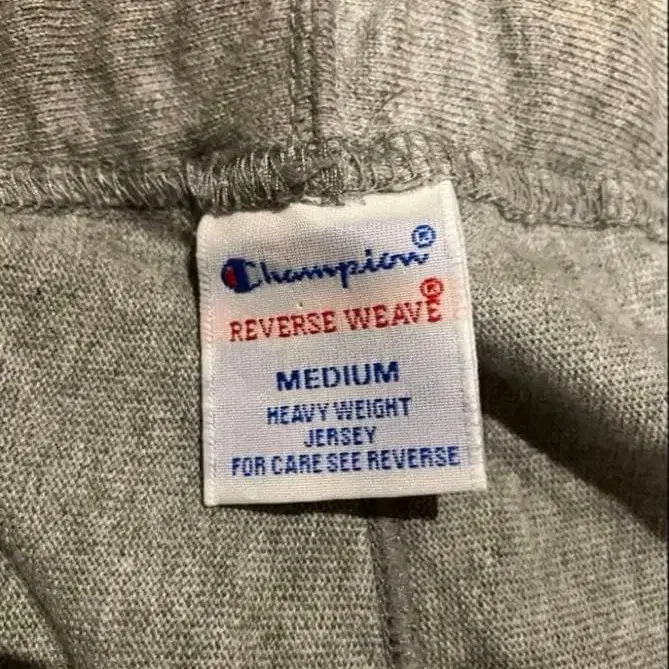 Champion®
REVERSE WEAVE®
MEDIUM
HEAVY WEIGHT
JERSEY
FOR CARE SEE REVERSE